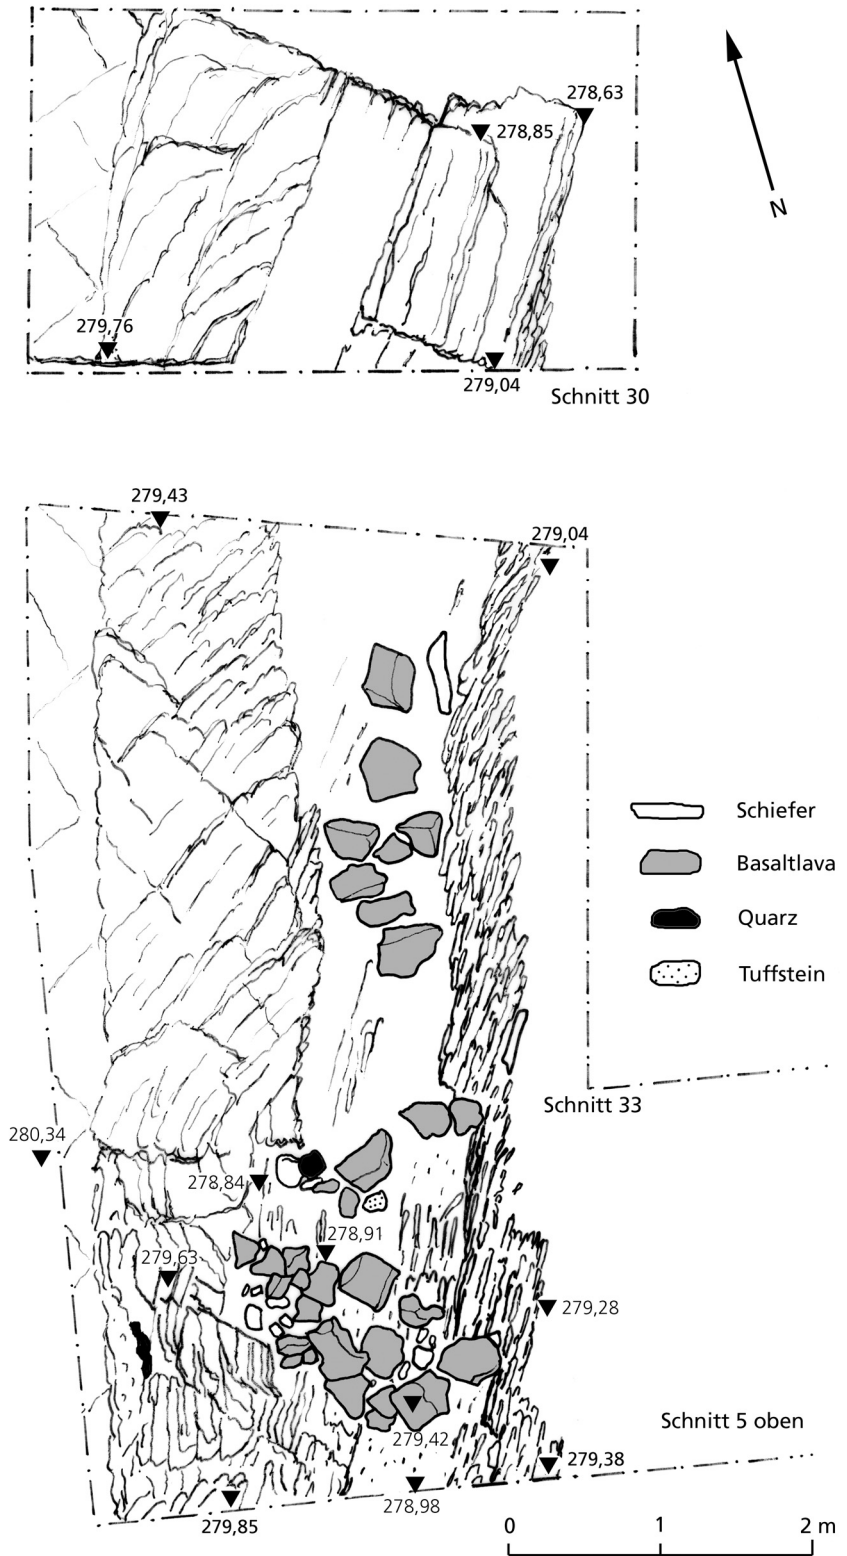 278,63
278,85
N
279,76
279,04
Schnitt 30
279,43
279,04
Schiefer
Basaltlava
Quarz
Tuffstein
Schnitt 33
280,34
278,84
278,91
279,63
279,28
Schnitt 5 oben
279,42
279,38
278,98
279,85
0 1 2 m